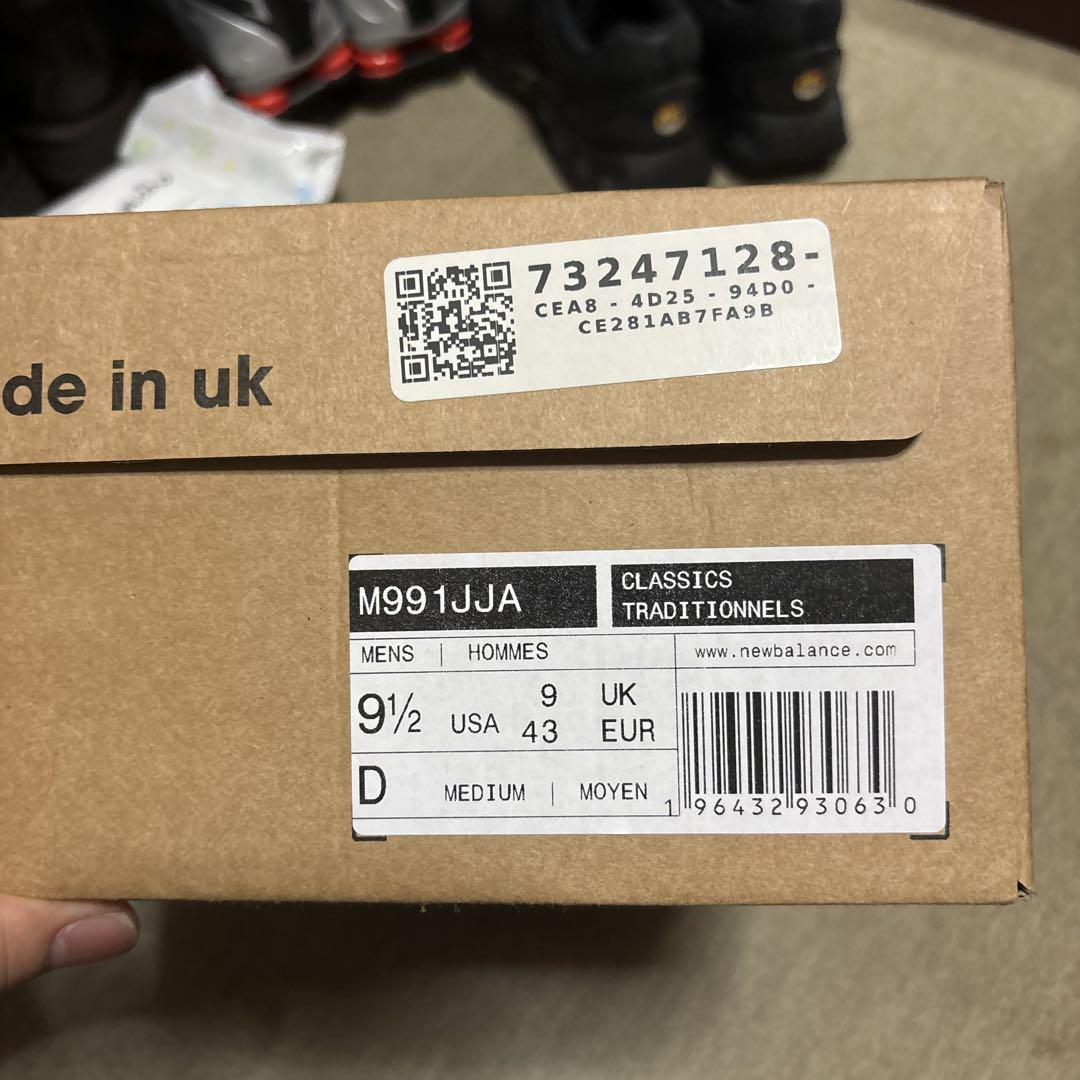 73247128-
CEA8 - 4D25 - 94D0 -
CE281AB7FA9B
de in uk
M991JJA
CLASSICS
TRADITIONNELS
MENS | HOMMES
www.newbalance.com
9½ USA 9 UK
43 EUR
D MEDIUM | MOYEN
1 96432 93063 0